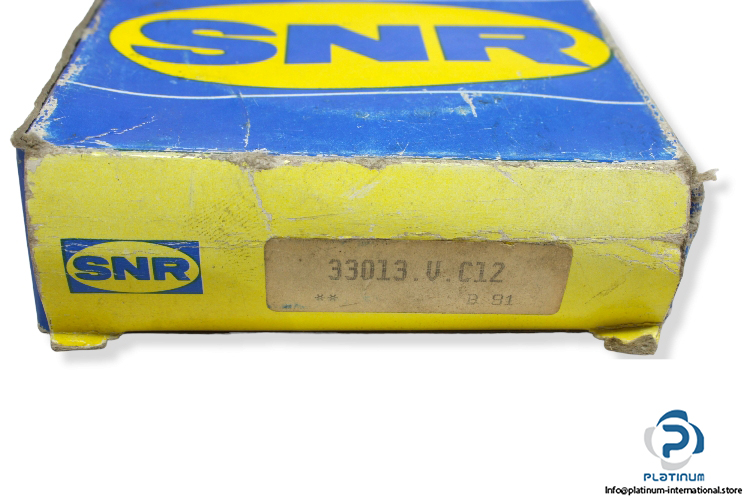 SNR
SNR
33013.V.C12
** B 91
PLATINUM
Info@platinum-international.store